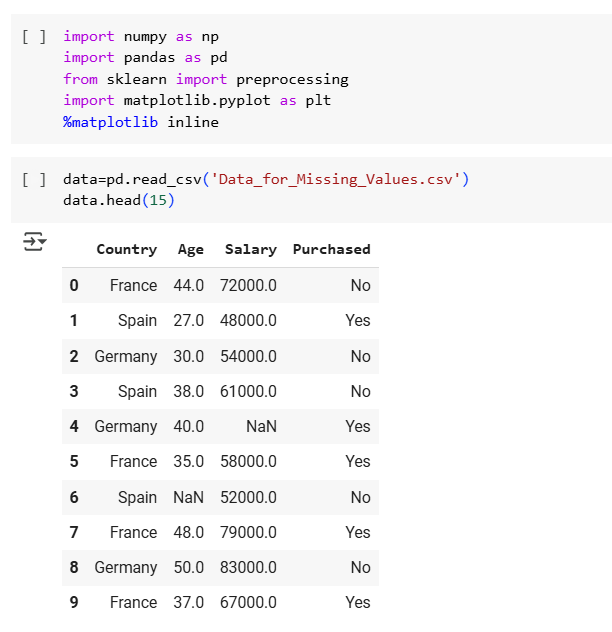 [ ] import numpy as np
import pandas as pd
from sklearn import preprocessing
import matplotlib.pyplot as plt
%matplotlib inline
[ ] data=pd.read_csv('Data_for_Missing_Values.csv')
data.head(15)
Country Age Salary Purchased
0 France 44.0 72000.0 No
1 Spain 27.0 48000.0 Yes
2 Germany 30.0 54000.0 No
3 Spain 38.0 61000.0 No
4 Germany 40.0 NaN Yes
5 France 35.0 58000.0 Yes
6 Spain NaN 52000.0 No
7 France 48.0 79000.0 Yes
8 Germany 50.0 83000.0 No
9 France 37.0 67000.0 Yes